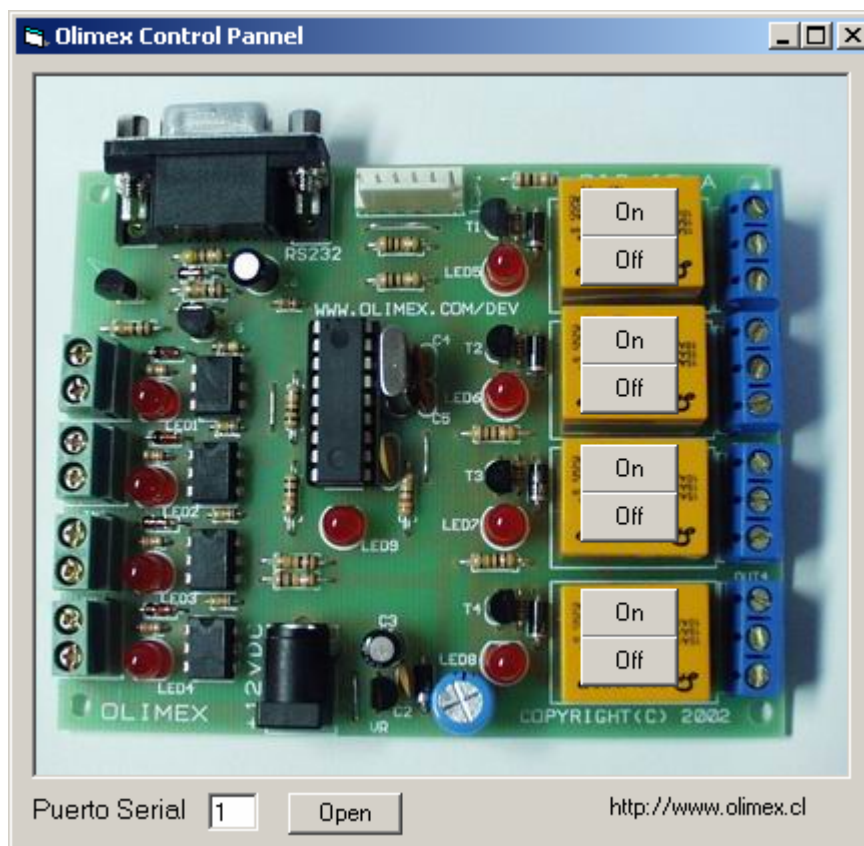 Olimex Control Pannel
T1
On
Off
RS232
LED5
WWW.OLIMEX.COM/DEV
C4
T2
On
Off
LED6
C5
LED1
T3
On
Off
LED2
LED7
LED9
LED3
OUT4
T4
On
Off
C3
LED8
LED4
+12VDC
OLIMEX
C2
VR
COPYRIGHT(C) 2002
Puerto Serial 1 Open http://www.olimex.cl